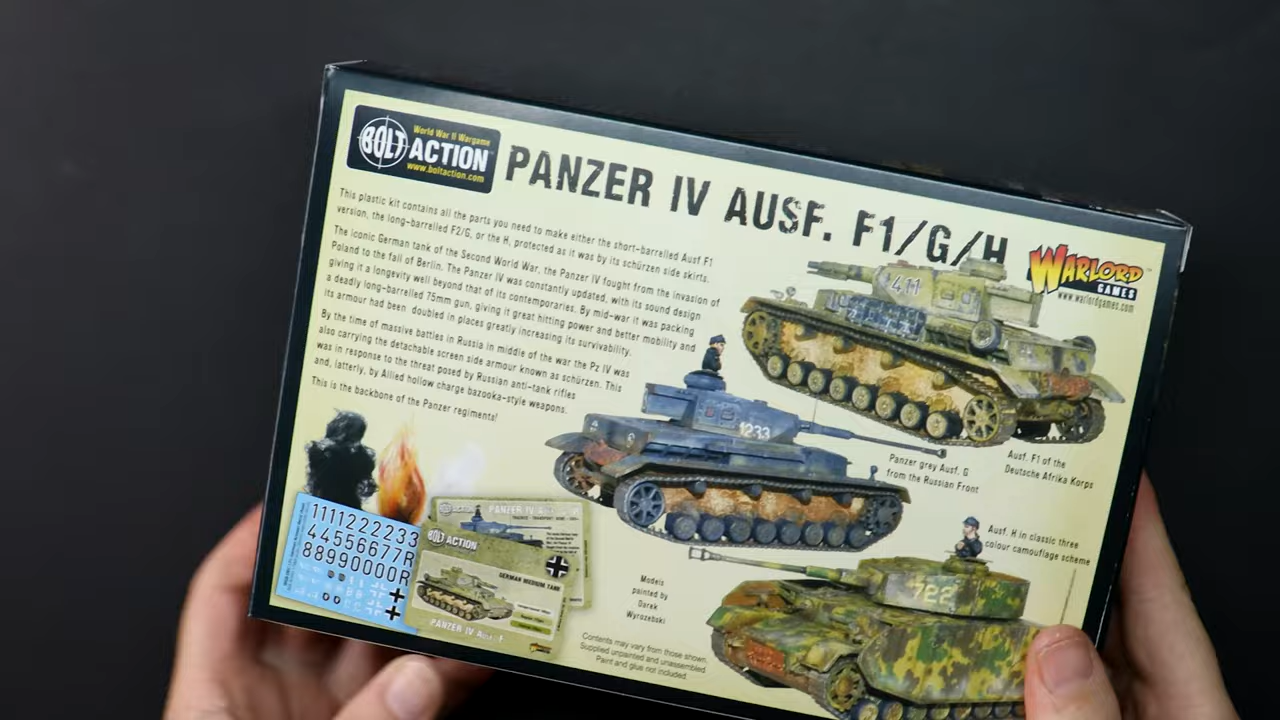 World War II Wargame
BOLT ACTION
www.boltaction.com
PANZER IV AUSF. F1/G/H
WARLORD
GAMES
www.warlordgames.com
This plastic kit contains all the parts you need to make either the short-barrelled Ausf F1
version, the long-barrelled F2/G, or the H, protected as it was by its schürzen side skirts.
The iconic German tank of the Second World War, the Panzer IV fought from the invasion of
Poland to the fall of Berlin. The Panzer IV was constantly updated, with its sound design
giving it a longevity well beyond that of its contemporaries. By mid-war it was packing
a deadly long-barrelled 75mm gun, giving it great hitting power and better mobility and
its armour had been doubled in places greatly increasing its survivability.
By the time of massive battles in Russia in middle of the war the Pz IV was
also carrying the detachable screen side armour known as schürzen. This
was in response to the threat posed by Russian anti-tank rifles
and, latterly, by Allied hollow charge bazooka-style weapons.
This is the backbone of the Panzer regiments!
411
1233
Ausf. F1 of the
Deutsche Afrika Korps
Panzer grey Ausf. G
from the Russian Front
Ausf. H in classic three
colour camouflage scheme
722
Models
painted by
Darek
Wyrozebski
Contents may vary from those shown.
Supplied unpainted and unassembled.
Paint and glue not included.
1111222233
44556677R
88990000R
BOLT ACTION
GERMAN MEDIUM TANK
PANZER IV Ausf. F